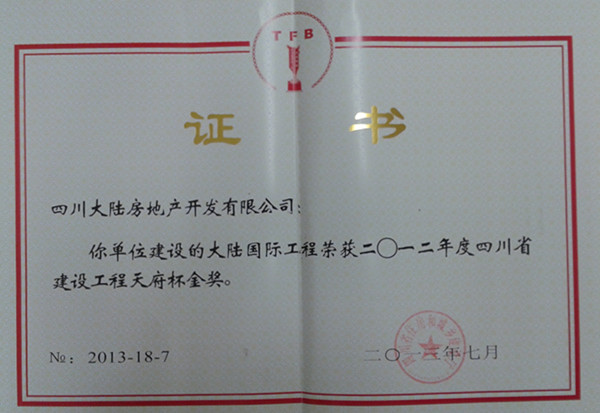 TFB
证书
四川大陆房地产开发有限公司:
你单位建设的大陆国际工程荣获二〇一二年度四川省
建设工程天府杯金奖。
№: 2013-18-7
二〇一三年七月